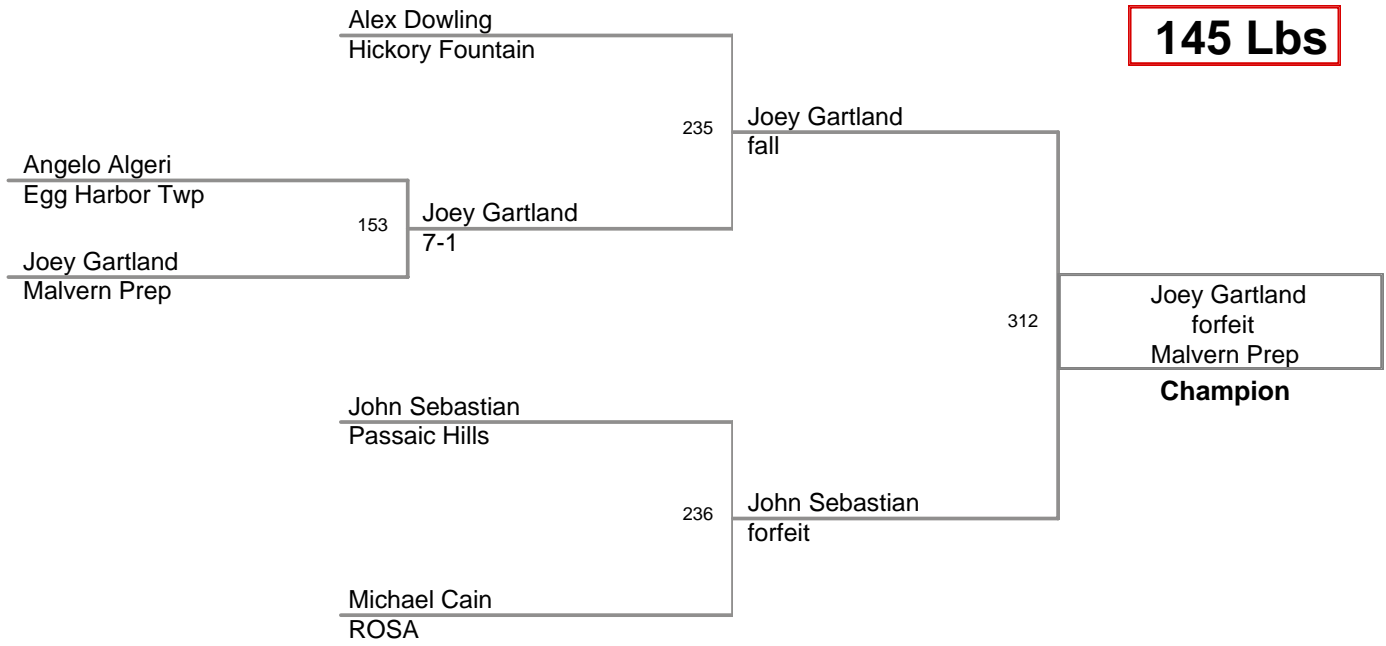 145 Lbs
Alex Dowling
Hickory Fountain
235
Joey Gartland
fall
Angelo Algeri
Egg Harbor Twp
153
Joey Gartland
7-1
Joey Gartland
Malvern Prep
312
Joey Gartland
forfeit
Malvern Prep
Champion
John Sebastian
Passaic Hills
236
John Sebastian
forfeit
Michael Cain
ROSA